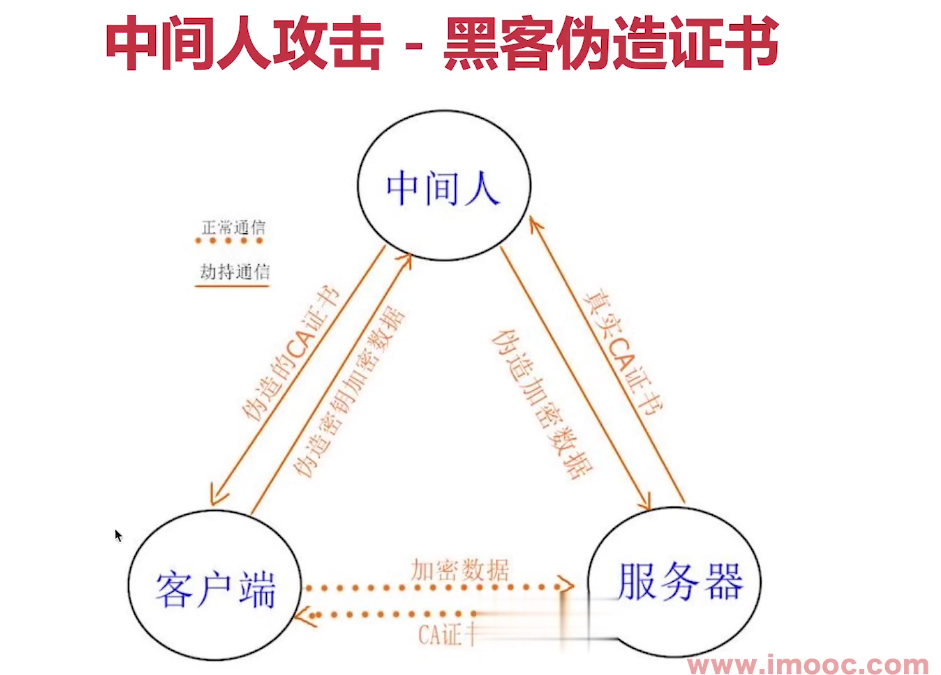 中间人攻击 - 黑客伪造证书
中间人
正常通信
劫持通信
伪造的CA证书
伪造密钥加密数据
伪造加密数据
真实CA证书
加密数据
客户端
服务器
CA证
www.imooc.com